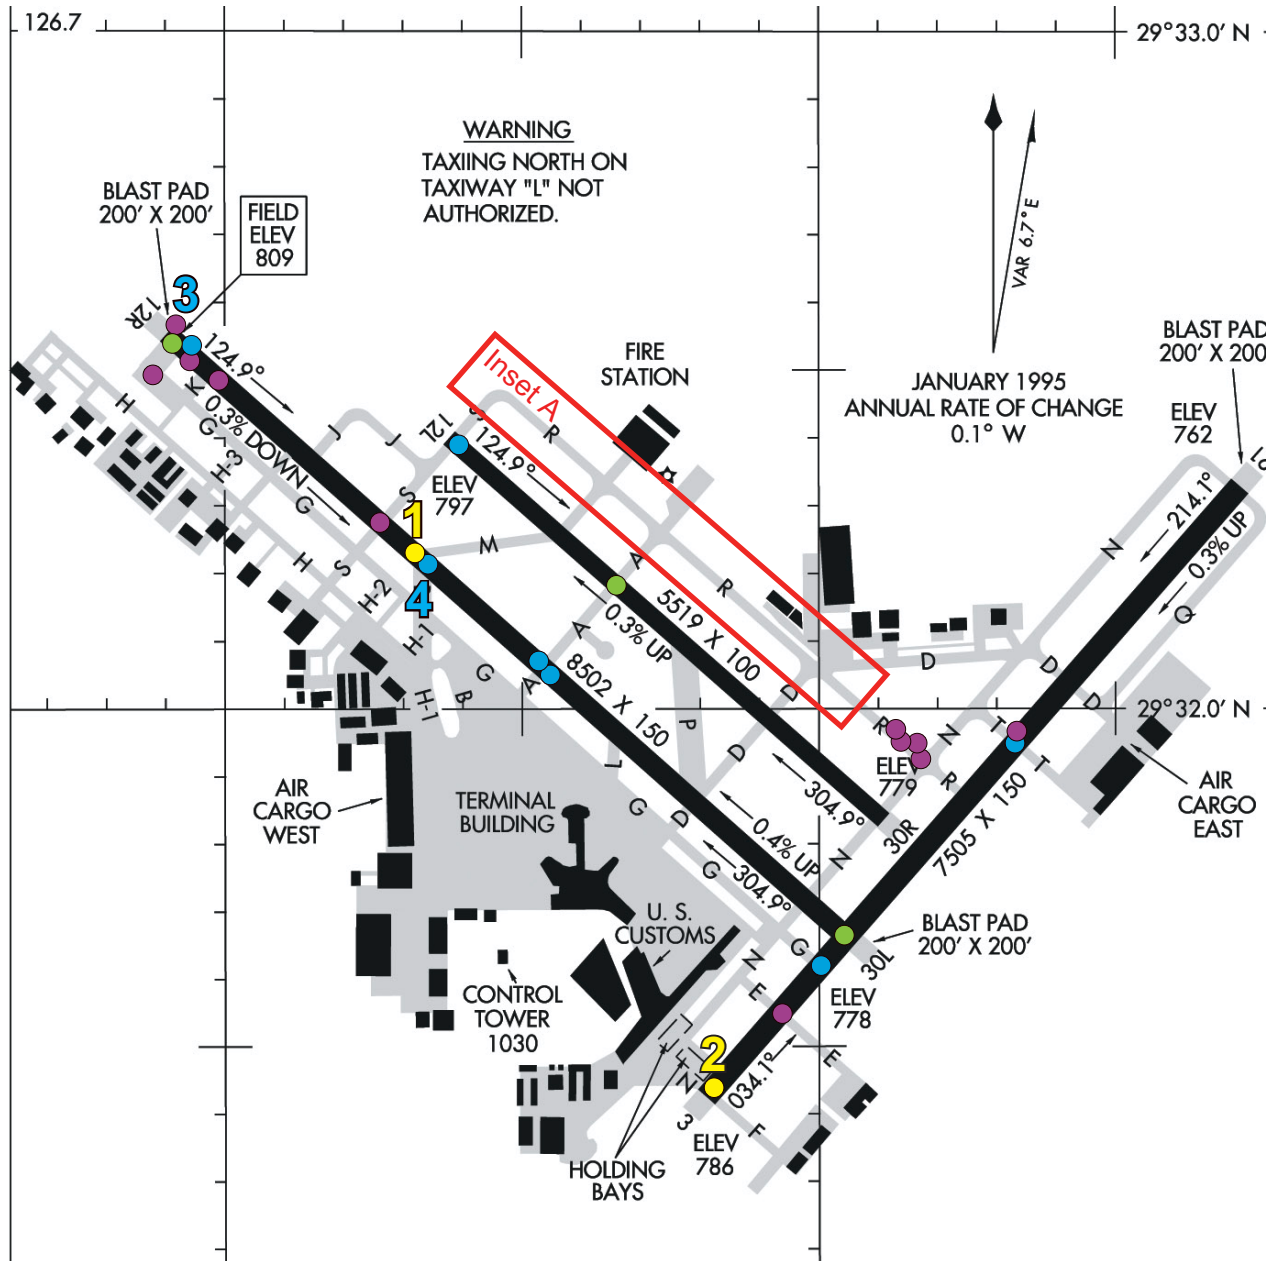 126.7
29°33.0' N
WARNING
TAXIING NORTH ON
TAXIWAY "L" NOT
AUTHORIZED.
BLAST PAD
200' X 200'
FIELD
ELEV
809
VAR 6.7° E
3
12R
124.9°
Inset A
FIRE
STATION
JANUARY 1995
ANNUAL RATE OF CHANGE
0.1° W
BLAST PAD
200' X 200'
ELEV
762
K
0.3% DOWN
H
G
H-3
J
J
S
12L
124.9°
R
ELEV
797
S
1
M
A
214.1°
0.3% UP
N
Q
G
H
S
H-2
4
H-1
0.3% UP
5519 X 100
R
A
G
A
8502 X 150
H-1
B
D
D
D
D
29°32.0' N
P
D
R
N
T
T
ELEV
779
R
304.9°
30R
7505 X 150
AIR
CARGO
EAST
AIR
CARGO
WEST
TERMINAL
BUILDING
L
G
D
G
0.4% UP
304.9°
N
U. S.
CUSTOMS
G
30L
BLAST PAD
200' X 200'
N
E
ELEV
778
CONTROL
TOWER
1030
2
034.1°
E
N
3
F
ELEV
786
HOLDING
BAYS